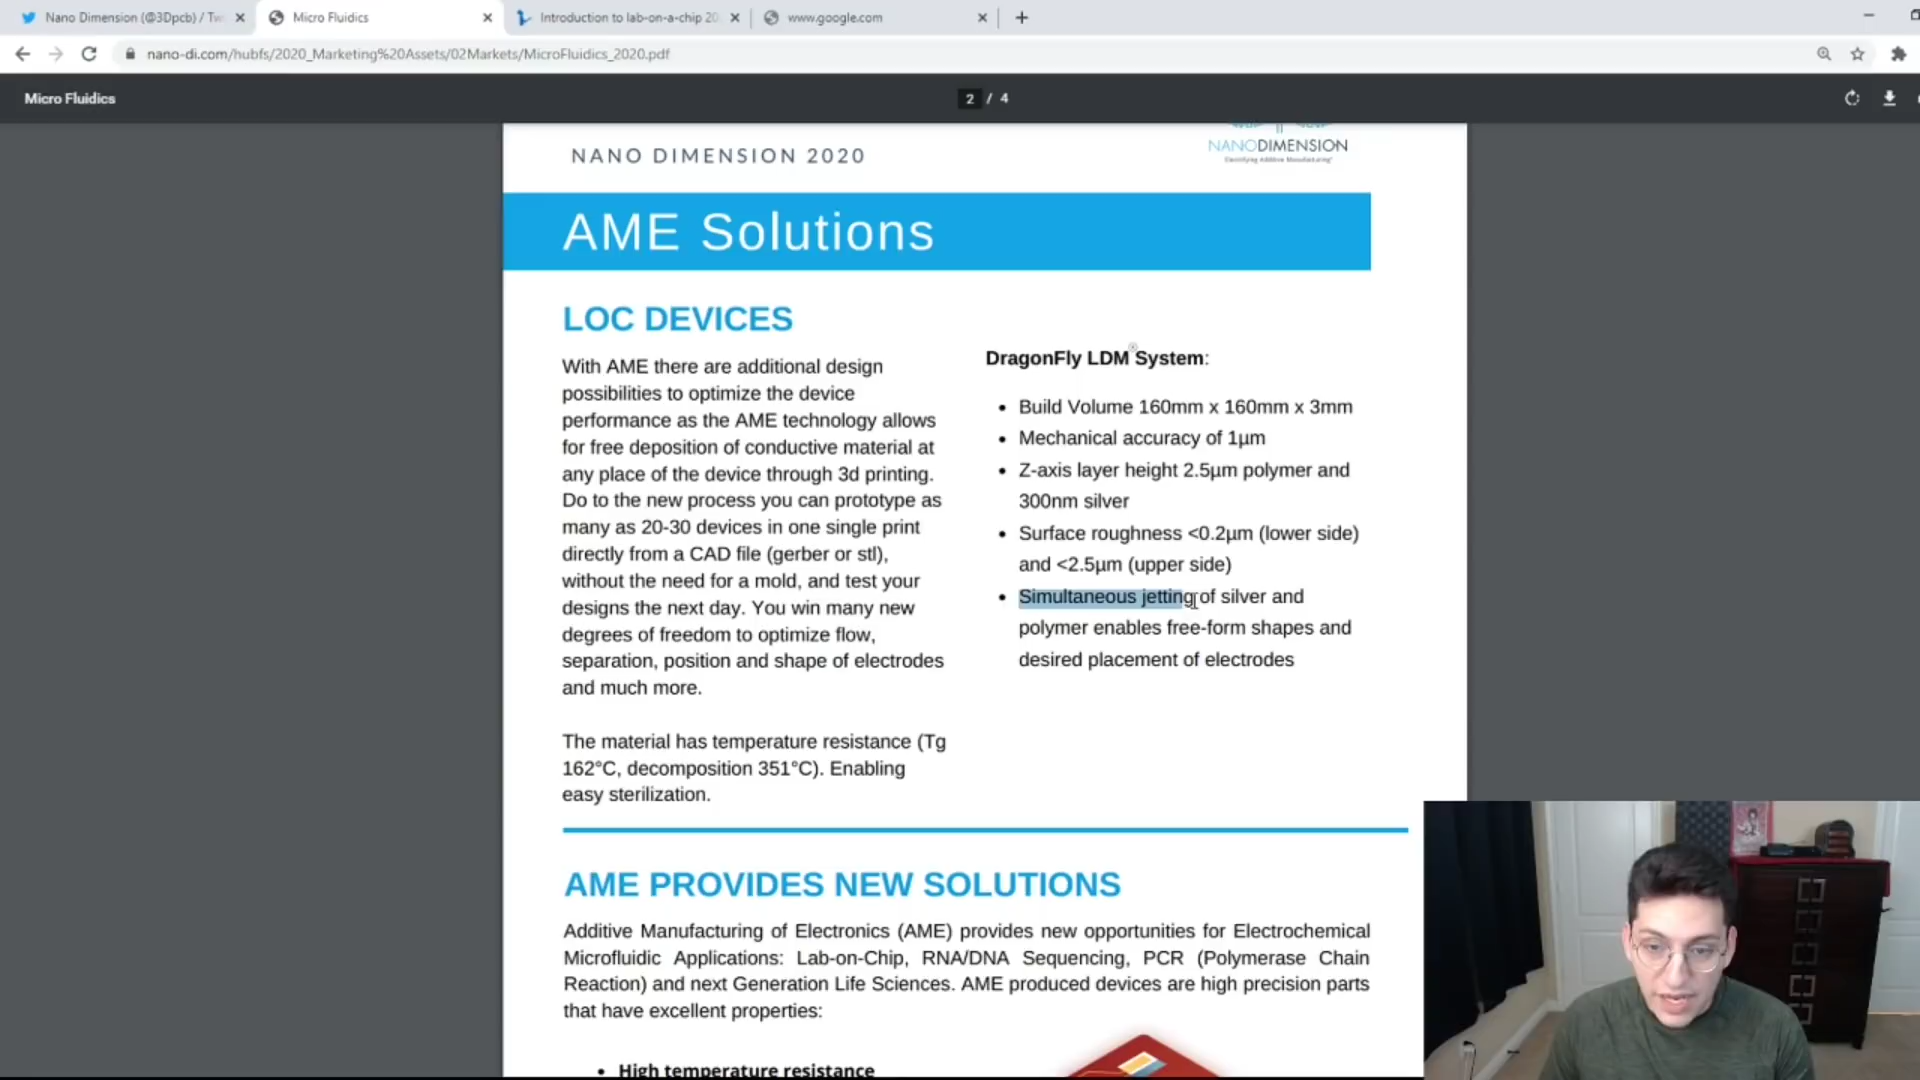 Nano Dimension (@3Dpcb) / Tw
Micro Fluidics
Introduction to lab-on-a-chip 20
www.google.com
nano-di.com/hubfs/2020_Marketing%20Assets/02Markets/MicroFluidics_2020.pdf
Micro Fluidics
2 / 4
NANO DIMENSION 2020
NANODIMENSION
Electrifying Additive Manufacturing®
AME Solutions
LOC DEVICES
With AME there are additional design
possibilities to optimize the device
performance as the AME technology allows
for free deposition of conductive material at
any place of the device through 3d printing.
Do to the new process you can prototype as
many as 20-30 devices in one single print
directly from a CAD file (gerber or stl),
without the need for a mold, and test your
designs the next day. You win many new
degrees of freedom to optimize flow,
separation, position and shape of electrodes
and much more.
The material has temperature resistance (Tg
162°C, decomposition 351°C). Enabling
easy sterilization.
DragonFly LDM® System:
• Build Volume 160mm x 160mm x 3mm
• Mechanical accuracy of 1µm
• Z-axis layer height 2.5µm polymer and
300nm silver
• Surface roughness <0.2µm (lower side)
and <2.5µm (upper side)
• Simultaneous jetting of silver and
polymer enables free-form shapes and
desired placement of electrodes
AME PROVIDES NEW SOLUTIONS
Additive Manufacturing of Electronics (AME) provides new opportunities for Electrochemical
Microfluidic Applications: Lab-on-Chip, RNA/DNA Sequencing, PCR (Polymerase Chain
Reaction) and next Generation Life Sciences. AME produced devices are high precision parts
that have excellent properties:
• High temperature resistance